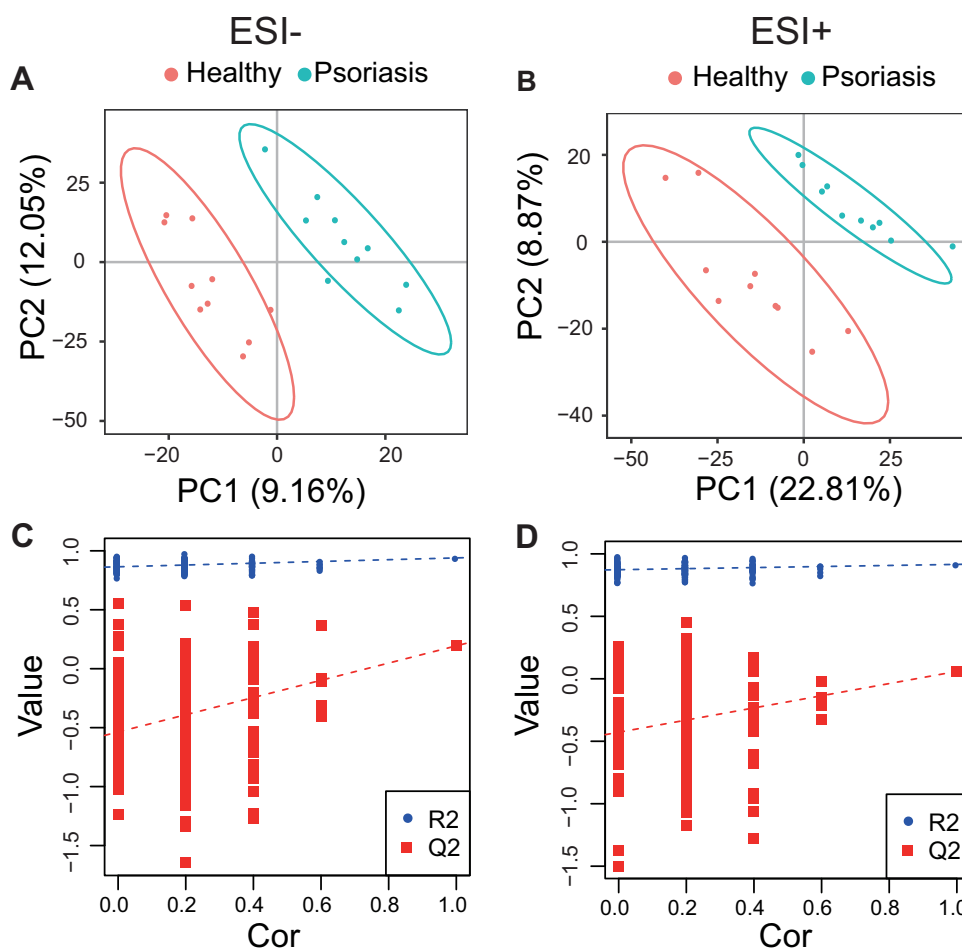 ESI-
ESI+
A
Healthy
Psoriasis
B
Healthy
Psoriasis
PC2 (12.05%)
25
0
−25
−50
−20
0
20
PC1 (9.16%)
PC2 (8.87%)
20
0
−20
−40
−50
−25
0
25
PC1 (22.81%)
C
Value
1.0
0.5
0.0
−0.5
−1.0
−1.5
R2
Q2
0.0 0.2 0.4 0.6 0.8 1.0
Cor
D
Value
1.0
0.5
0.0
−0.5
−1.0
−1.5
R2
Q2
0.0 0.2 0.4 0.6 0.8 1.0
Cor